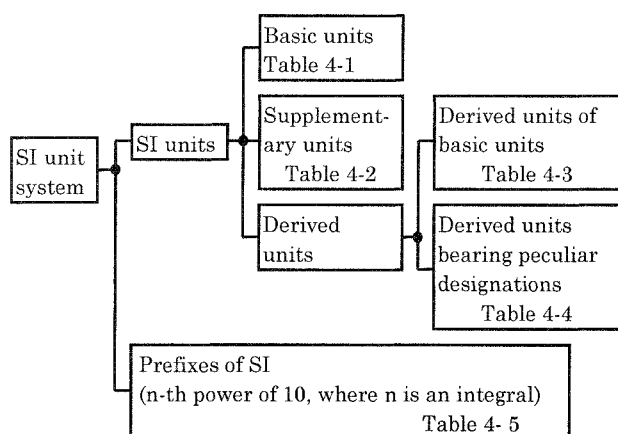 SI unit
system
SI units
Basic units
Table 4-1
Supplement-
ary units
Table 4-2
Derived
units
Derived units of
basic units
Table 4-3
Derived units
bearing peculiar
designations
Table 4-4
Prefixes of SI
(n-th power of 10, where n is an integral)
Table 4- 5